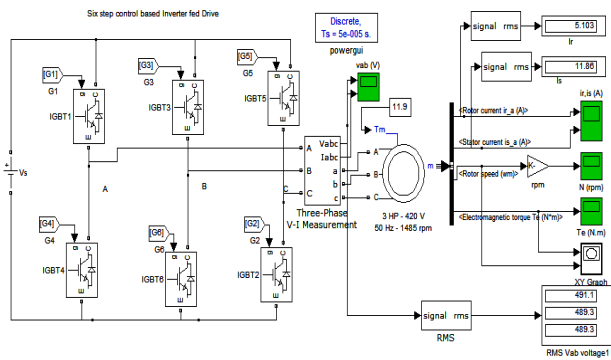 Six step control based Inverter fed Drive
Discrete,
Ts = 5e-005 s.
powergui
signal rms
5.103
Ir
signal rms
11.86
Is
[G1]
G1
g
C
IGBT1
E
[G3]
G3
g
C
IGBT3
E
[G5]
G5
g
C
IGBT5
E
vab (V)
11.9
Tm
ir,is (A)
<Rotor current ir_a (A)>
<Stator current is_a (A)>
Vs
A
B
C
A
B
C
Vabc
Iabc
a
b
c
Three-Phase
V-I Measurement
A
B
C
m
3 HP - 420 V
50 Hz - 1485 rpm
<Rotor speed (wm)>
K-
rpm
N (rpm)
<Electromagnetic torque Te (N*m)>
Te (N.m)
[G4]
G4
g
C
IGBT4
E
[G6]
G6
g
C
IGBT6
E
[G2]
G2
g
C
IGBT2
E
XY Graph
signal rms
RMS
491.1
489.3
489.3
RMS Vab voltage1